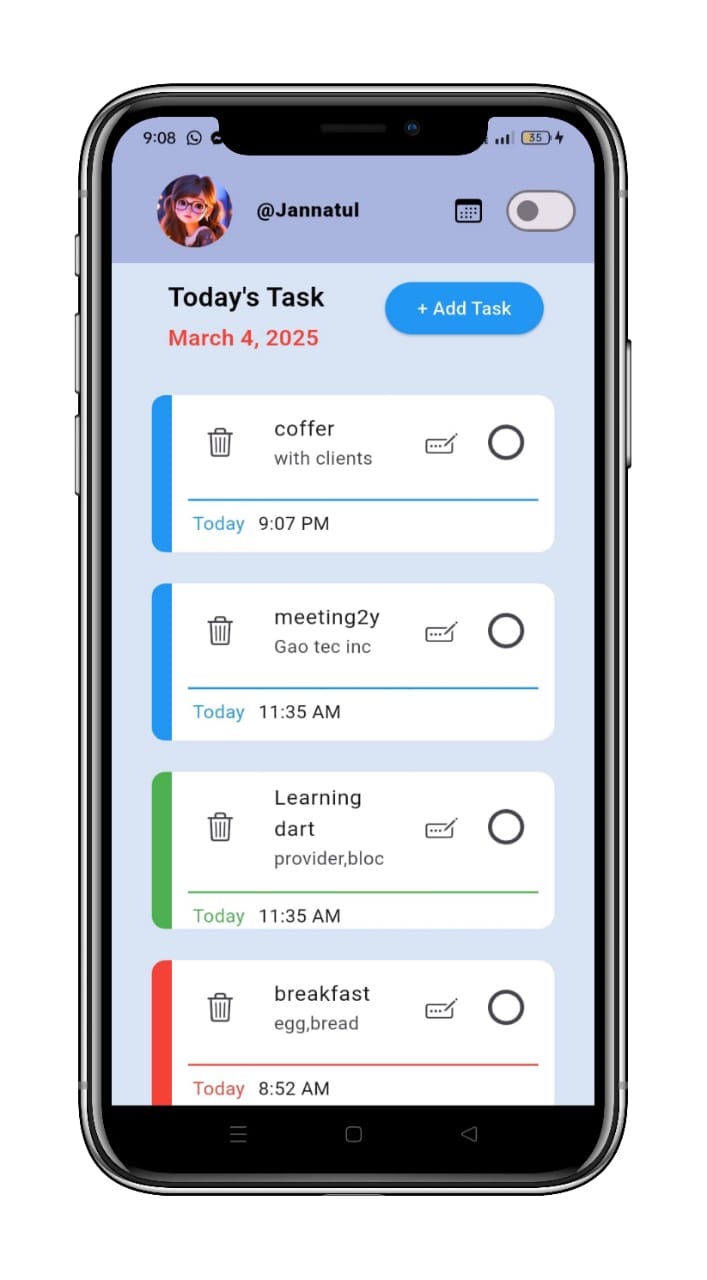 9:08
35
@Jannatul
Today's Task
+ Add Task
March 4, 2025
coffer
with clients
Today 9:07 PM
meeting2y
Gao tec inc
Today 11:35 AM
Learning
dart
provider,bloc
Today 11:35 AM
breakfast
egg,bread
Today 8:52 AM